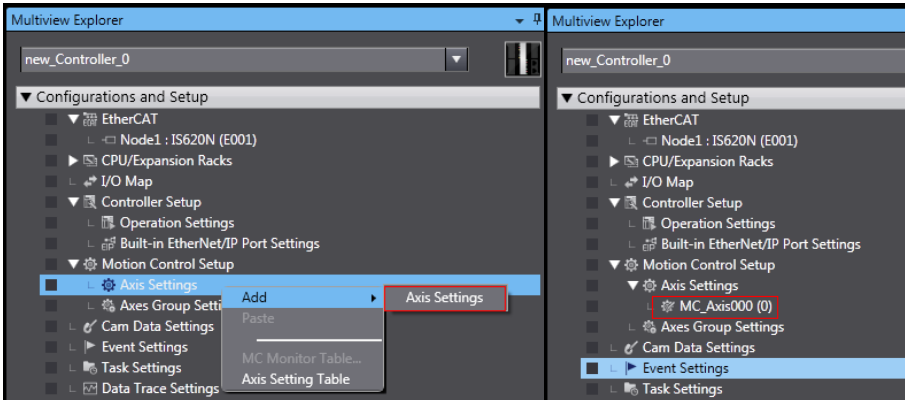 Multiview Explorer
new_Controller_0
Configurations and Setup
EtherCAT
Node1 : IS620N (E001)
CPU/Expansion Racks
I/O Map
Controller Setup
Operation Settings
Built-in EtherNet/IP Port Settings
Motion Control Setup
Axis Settings
Axes Group Setti
Cam Data Settings
Event Settings
Task Settings
Data Trace Settings
Add
Paste
MC Monitor Table...
Axis Setting Table
Axis Settings
Multiview Explorer
new_Controller_0
Configurations and Setup
EtherCAT
Node1 : IS620N (E001)
CPU/Expansion Racks
I/O Map
Controller Setup
Operation Settings
Built-in EtherNet/IP Port Settings
Motion Control Setup
Axis Settings
MC_Axis000 (0)
Axes Group Settings
Cam Data Settings
Event Settings
Task Settings